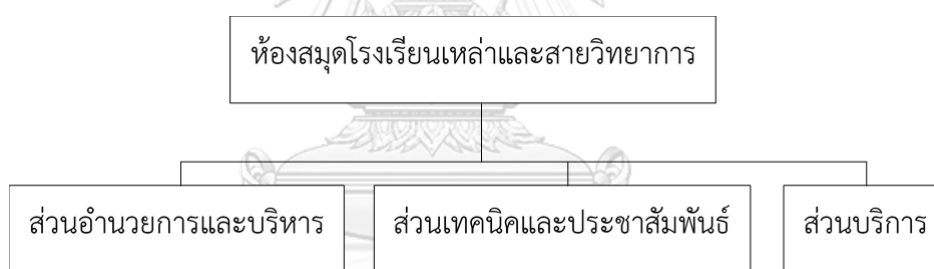 ห้องสมุดโรงเรียนเหล่าและสายวิทยาการ
ส่วนอำนวยการและบริหาร
ส่วนเทคนิคและประชาสัมพันธ์
ส่วนบริการ